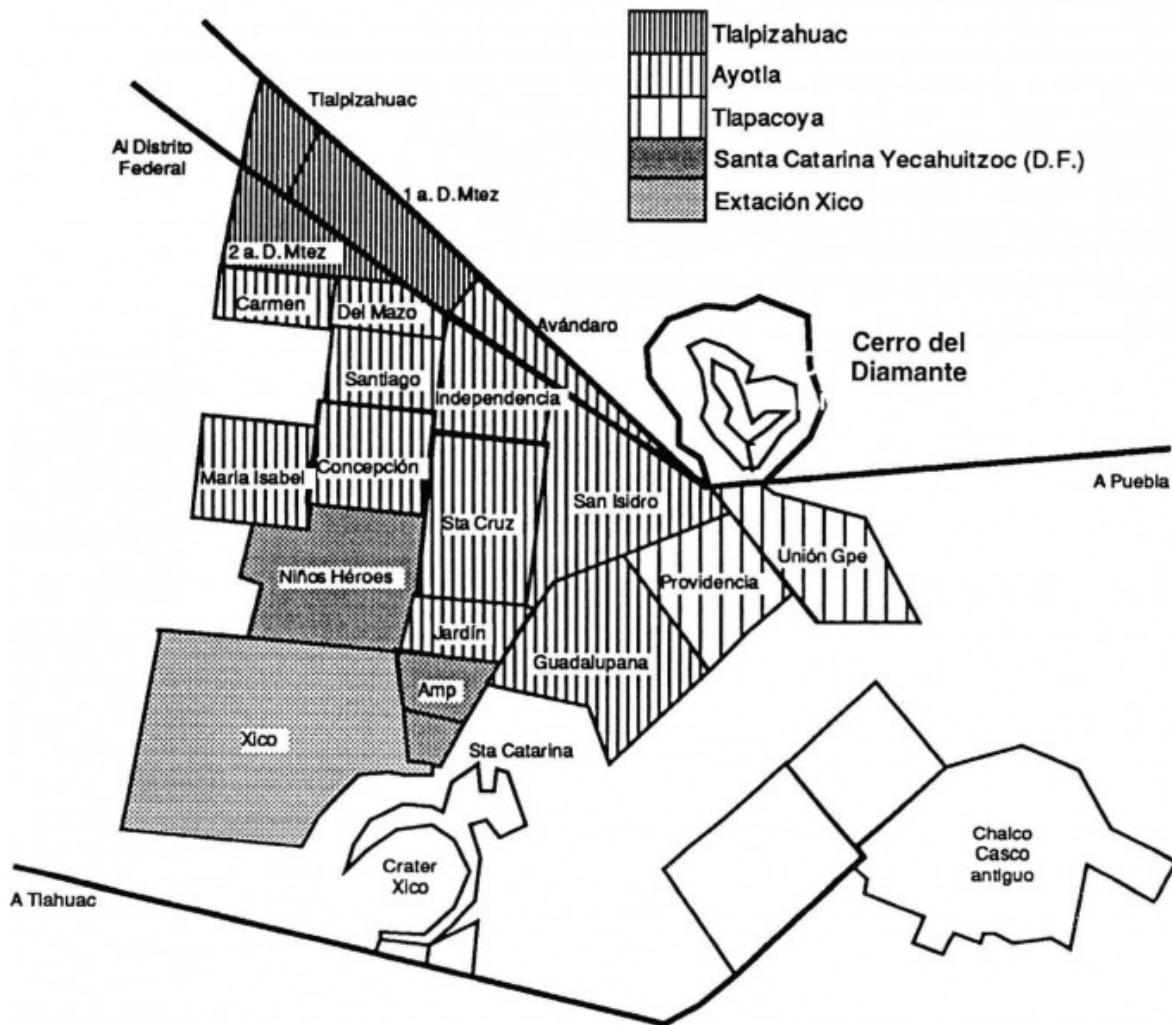 Tlalpizahuac
Ayotla
Tlapacoya
Santa Catarina Yecahuitzoc (D.F.)
Extación Xico
Tlalpizahuac
Al Distrito
Federal
1 a. D. Mtez
2 a. D. Mtez
Carmen
Del Mazo
Avándaro
Cerro del
Diamante
Santiago
Independencia
Maria Isabel
Concepción
San Isidro
A Puebla
Sta Cruz
Unión Gpe
Niños Héroes
Providencia
Jardín
Guadalupana
Amp
Xico
Sta Catarina
Chalco
Casco
antiguo
Crater
Xico
A Tlahuac